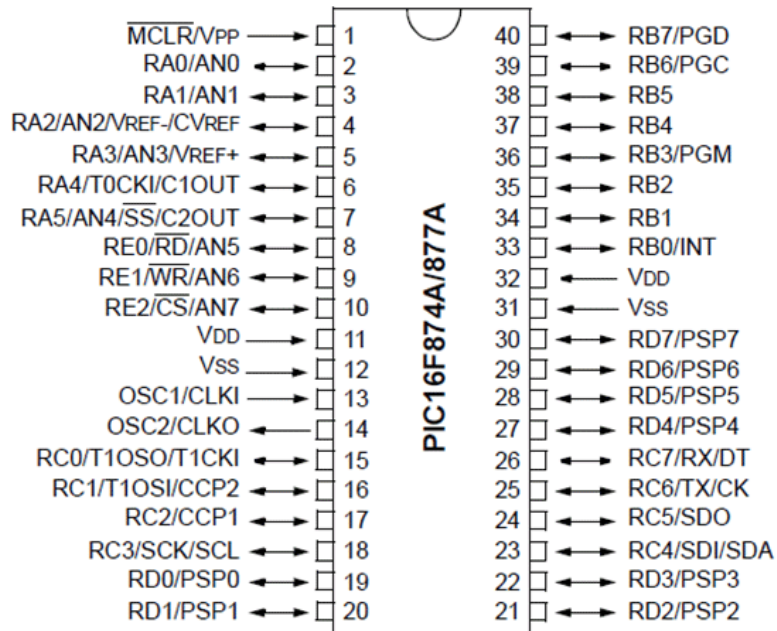 MCLR/VPP 1 40 RB7/PGD
RA0/AN0 2 39 RB6/PGC
RA1/AN1 3 38 RB5
RA2/AN2/VREF-/CVREF 4 37 RB4
RA3/AN3/VREF+ 5 36 RB3/PGM
RA4/T0CKI/C1OUT 6 35 RB2
RA5/AN4/SS/C2OUT 7 34 RB1
RE0/RD/AN5 8 33 RB0/INT
RE1/WR/AN6 9 32 VDD
RE2/CS/AN7 10 31 VSS
VDD 11 30 RD7/PSP7
VSS 12 29 RD6/PSP6
OSC1/CLKI 13 28 RD5/PSP5
OSC2/CLKO 14 27 RD4/PSP4
RC0/T1OSO/T1CKI 15 26 RC7/RX/DT
RC1/T1OSI/CCP2 16 25 RC6/TX/CK
RC2/CCP1 17 24 RC5/SDO
RC3/SCK/SCL 18 23 RC4/SDI/SDA
RD0/PSP0 19 22 RD3/PSP3
RD1/PSP1 20 21 RD2/PSP2
PIC16F874A/877A